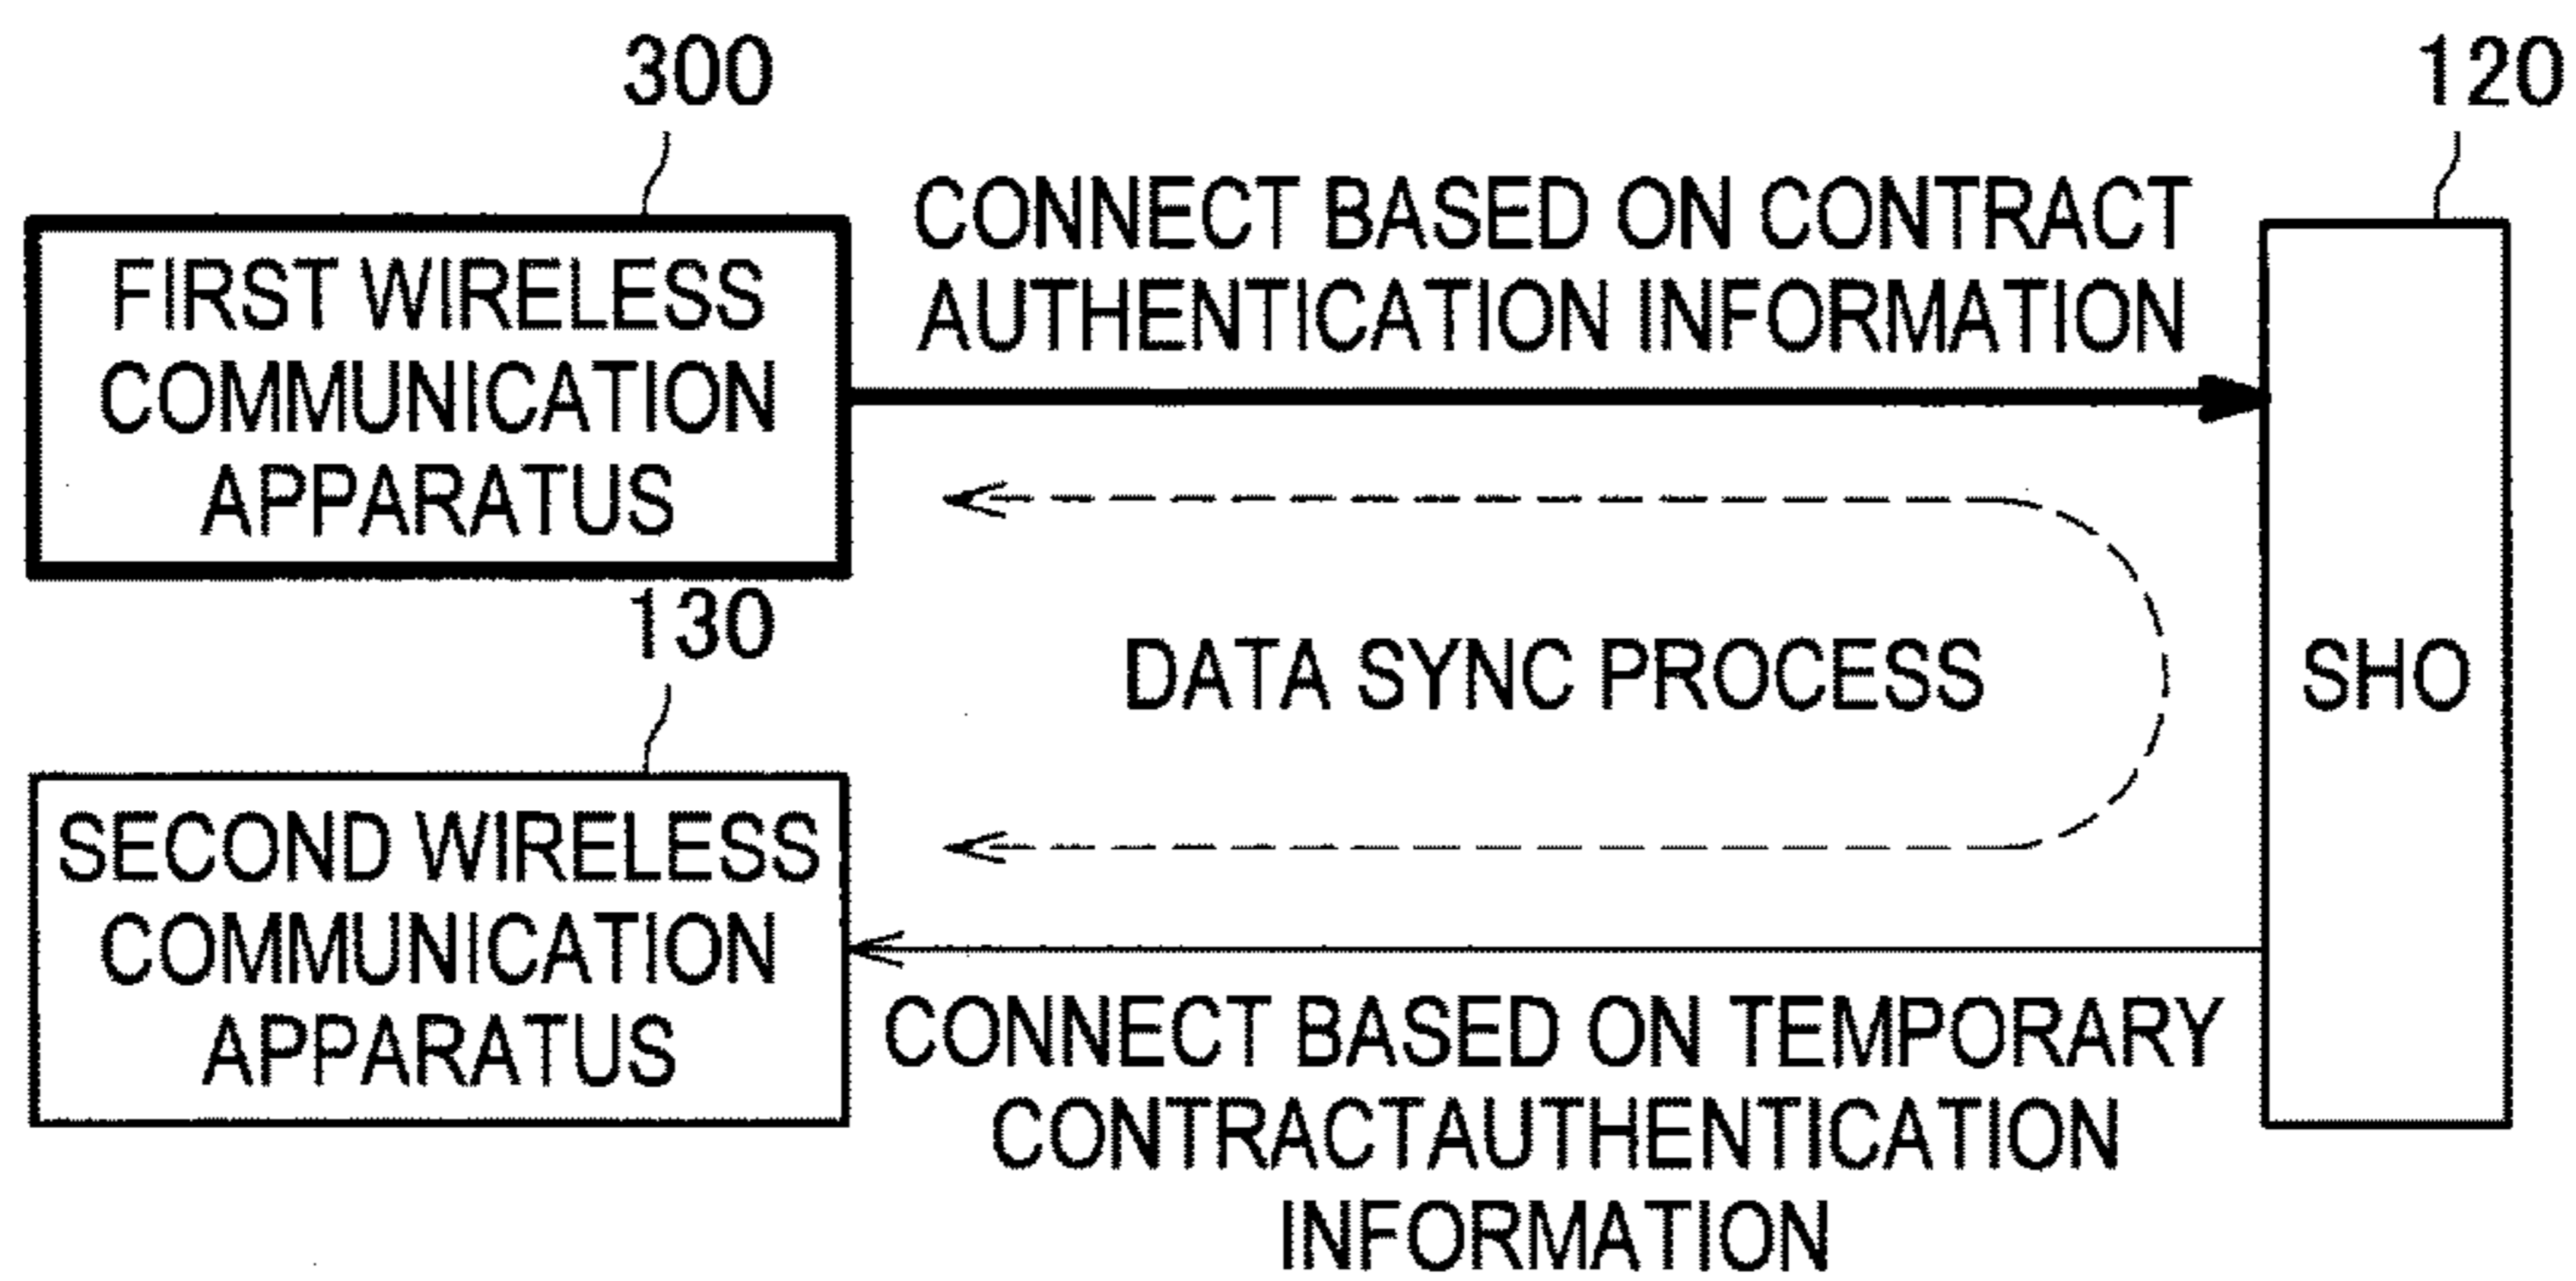 300
120
CONNECT BASED ON CONTRACT
AUTHENTICATION INFORMATION
FIRST WIRELESS
COMMUNICATION
APPARATUS
130
DATA SYNC PROCESS
SHO
SECOND WIRELESS
COMMUNICATION
APPARATUS
CONNECT BASED ON TEMPORARY
CONTRACTAUTHENTICATION
INFORMATION